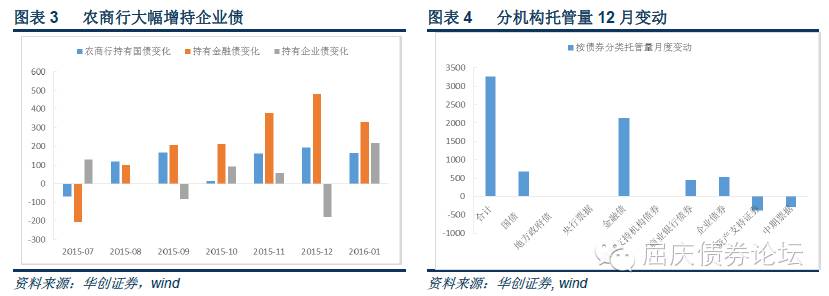 图表 3 农商行大幅增持企业债
农商行持有国债变化 持有金融债变化 持有企业债变化
600
500
400
300
200
100
0
-100
-200
-300
2015-07 2015-08 2015-09 2015-10 2015-11 2015-12 2016-01
资料来源：华创证券，wind
图表 4 分机构托管量 12 月变动
按债券分类托管量月度变动
3500
3000
2500
2000
1500
1000
500
0
-500
-1000
合计
国债
地方政府债
央行票据
金融债
支持机构债券
商业银行债券
企业债券
资产支持证券
中期票据
屈庆债券论坛
资料来源：华创证券, wind